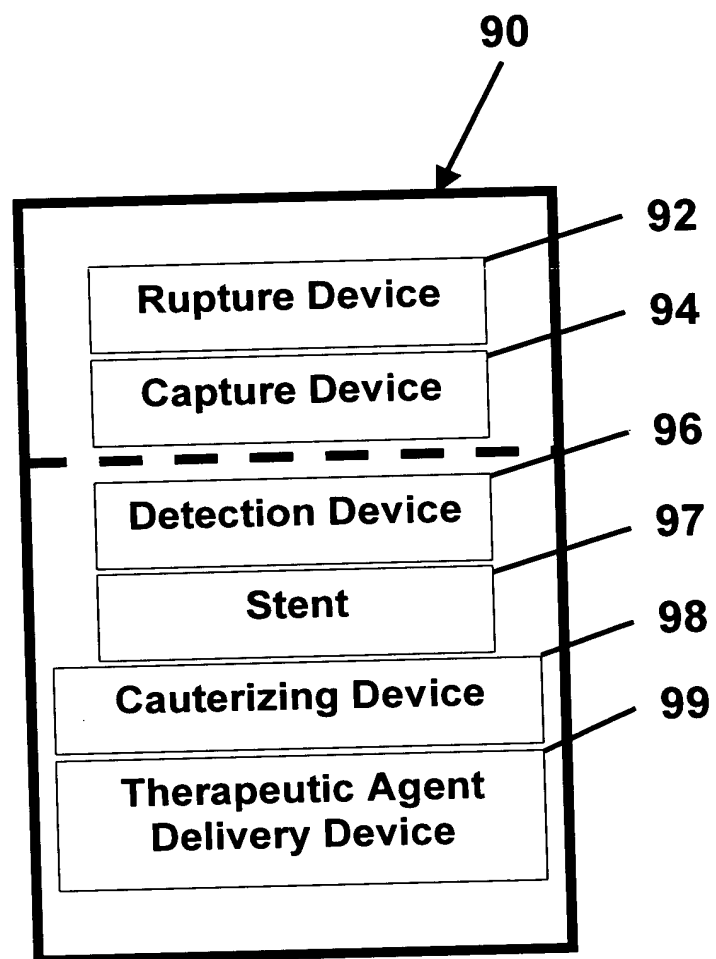 90
Rupture Device
92
Capture Device
94
Detection Device
96
Stent
97
Cauterizing Device
98
Therapeutic Agent
Delivery Device
99